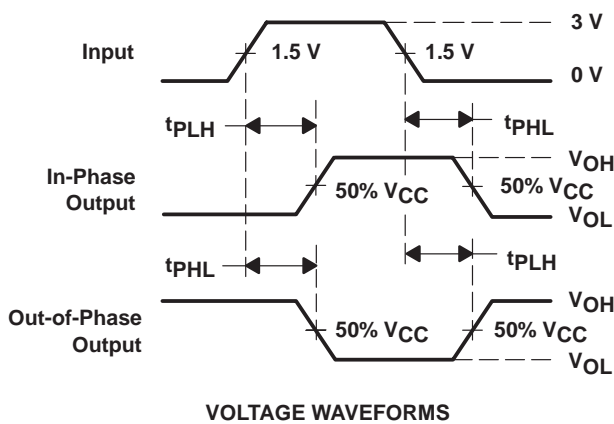 3 V
Input
1.5 V
1.5 V
0 V
tPLH
tPHL
VOH
In-Phase
Output
50% VCC
50% VCC
VOL
tPHL
tPLH
VOH
Out-of-Phase
Output
50% VCC
50% VCC
VOL
VOLTAGE WAVEFORMS